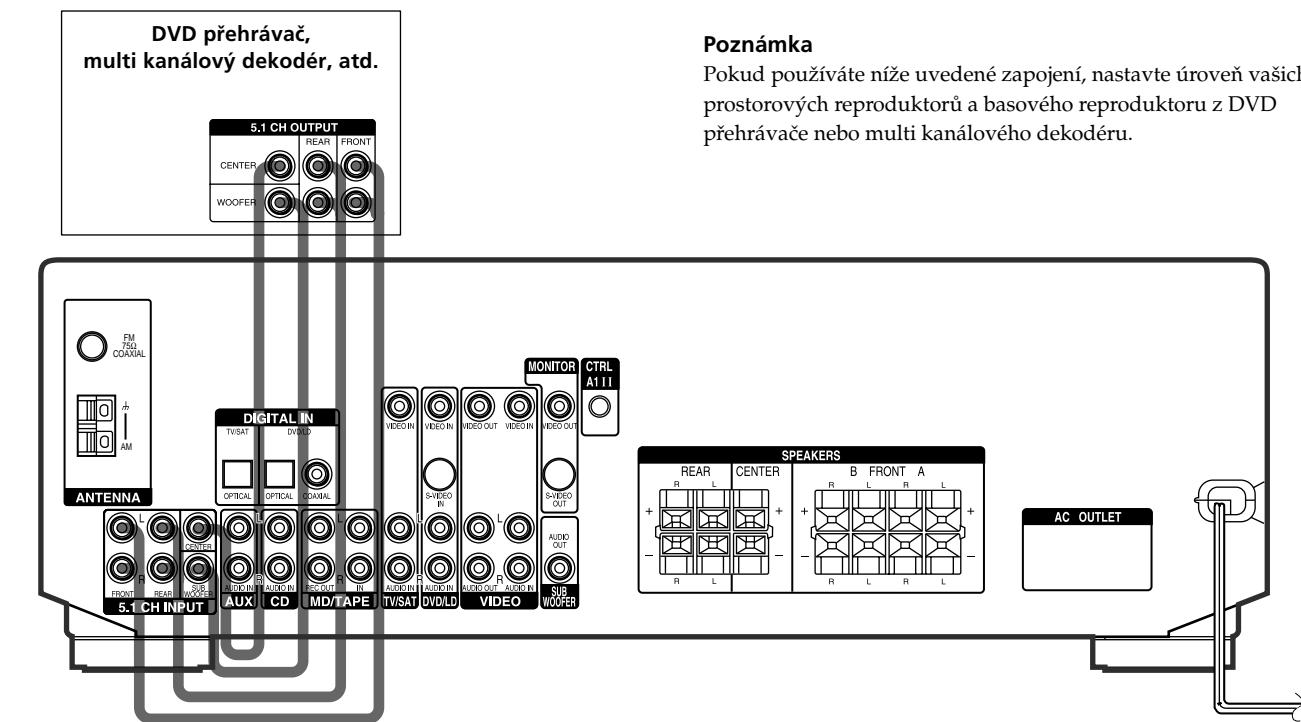 DVD přehrávač,
multi kanálový dekodér, atd.
Poznámka
Pokud používáte níže uvedené zapojení, nastavte úroveň vašich
prostorových reproduktorů a basového reproduktoru z DVD
přehrávače nebo multi kanálového dekodéru.
5.1 CH OUTPUT
REAR FRONT
CENTER
WOOFER
FM
75Ω
COAXIAL
AM
ANTENNA
DIGITAL IN
TV/SAT DVD/LD
OPTICAL OPTICAL COAXIAL
MONITOR
CTRL
A1 II
VIDEO IN VIDEO IN VIDEO OUT VIDEO IN VIDEO OUT
S-VIDEO
IN
S-VIDEO
OUT
L L L L L
CENTER
AUDIO
OUT
R R R R R
FRONT REAR SUB
WOOFER
AUDIO IN AUDIO IN REC OUT IN AUDIO IN AUDIO IN AUDIO OUT AUDIO IN
5.1 CH INPUT AUX CD MD/TAPE TV/SAT DVD/LD VIDEO SUB
WOOFER
SPEAKERS
REAR CENTER B FRONT A
R L R L R L
+ + + +
– – – –
R L R L R L
AC OUTLET